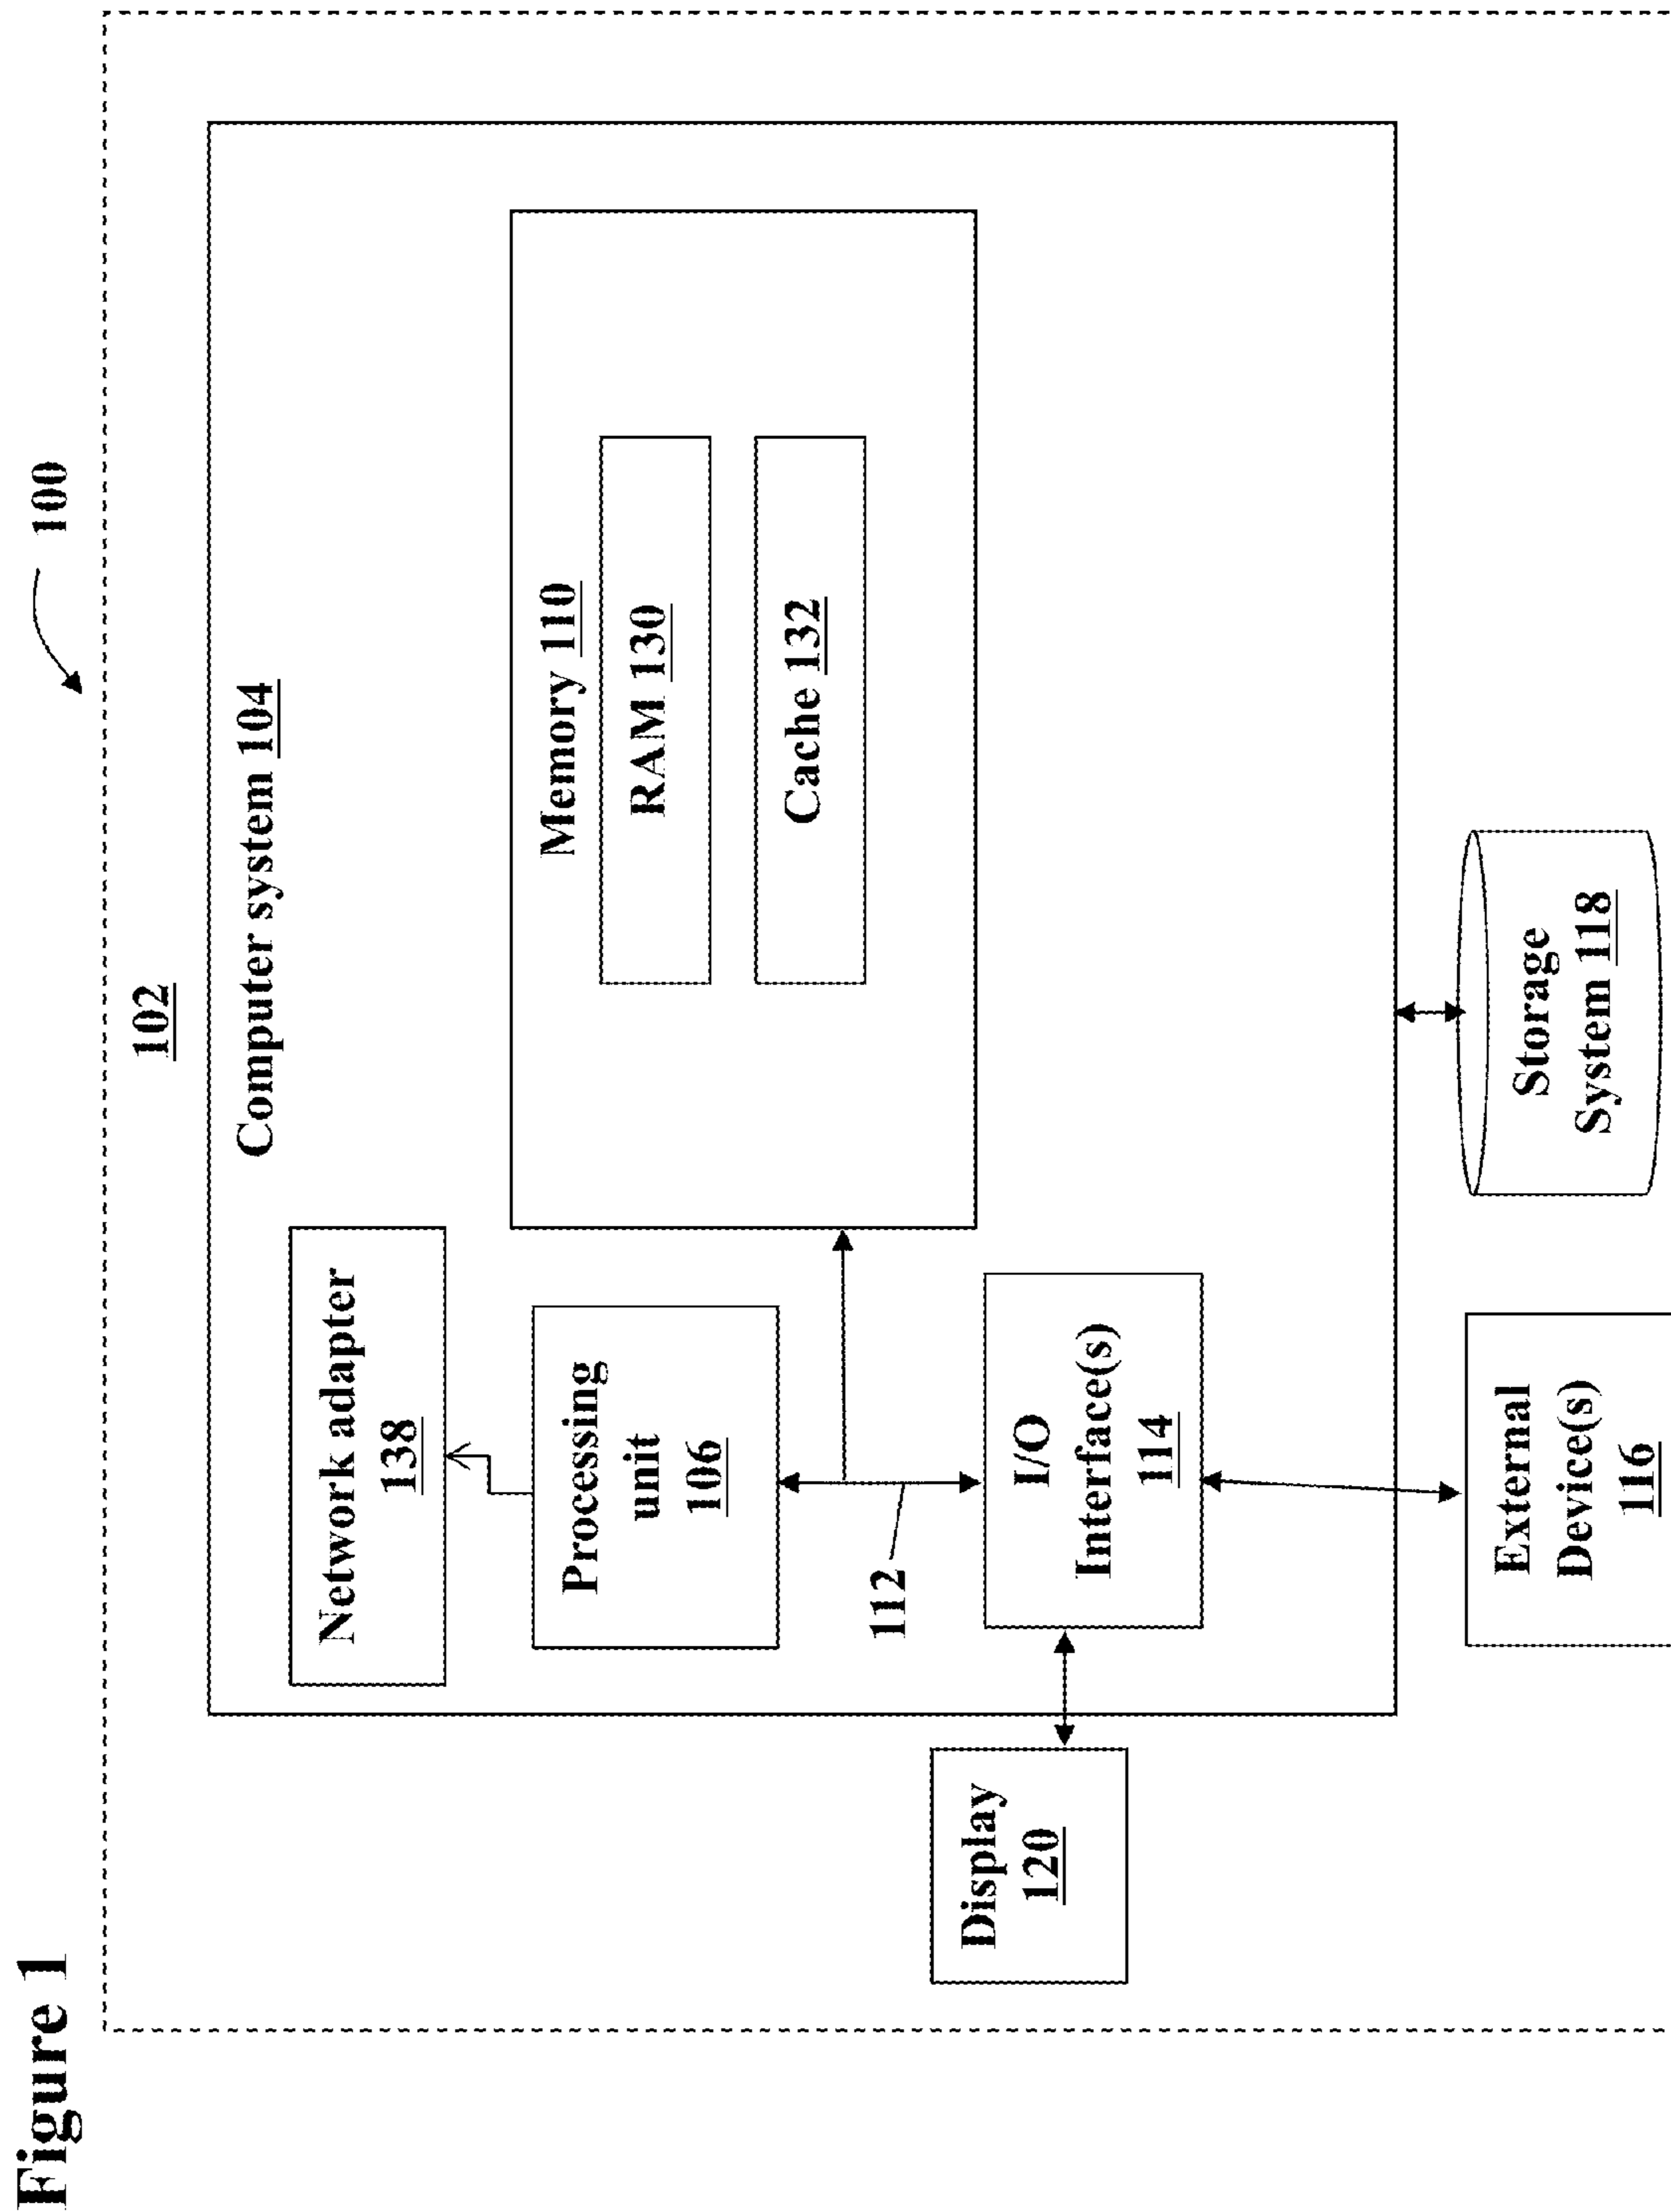 Figure 1
100
102
Computer system 104
Network adapter
138
Processing
unit
106
Memory 110
RAM 130
Cache 132
112
I/O
Interface(s)
114
Display
120
External
Device(s)
116
Storage
System 118